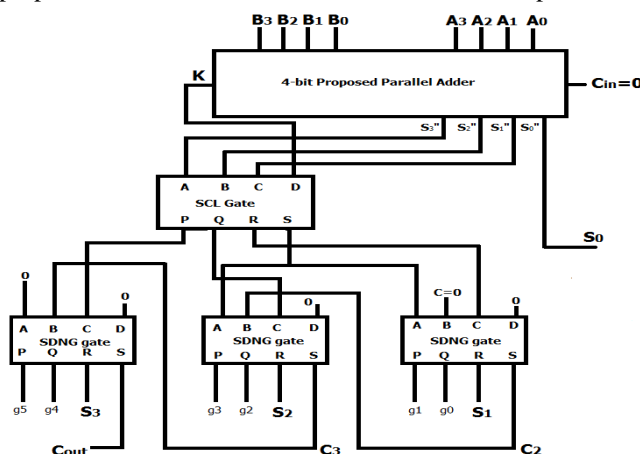 B3 B2 B1 B0 A3 A2 A1 A0
K 4-bit Proposed Parallel Adder Cin=0
S3" S2" S1" S0"
A B C D
SCL Gate
P Q R S
S0
0 0 0 C=0 0
A B C D A B C D A B C D
SDNG gate SDNG gate SDNG gate
P Q R S P Q R S P Q R S
g5 g4 S3 g3 g2 S2 g1 g0 S1
Cout C3 C2